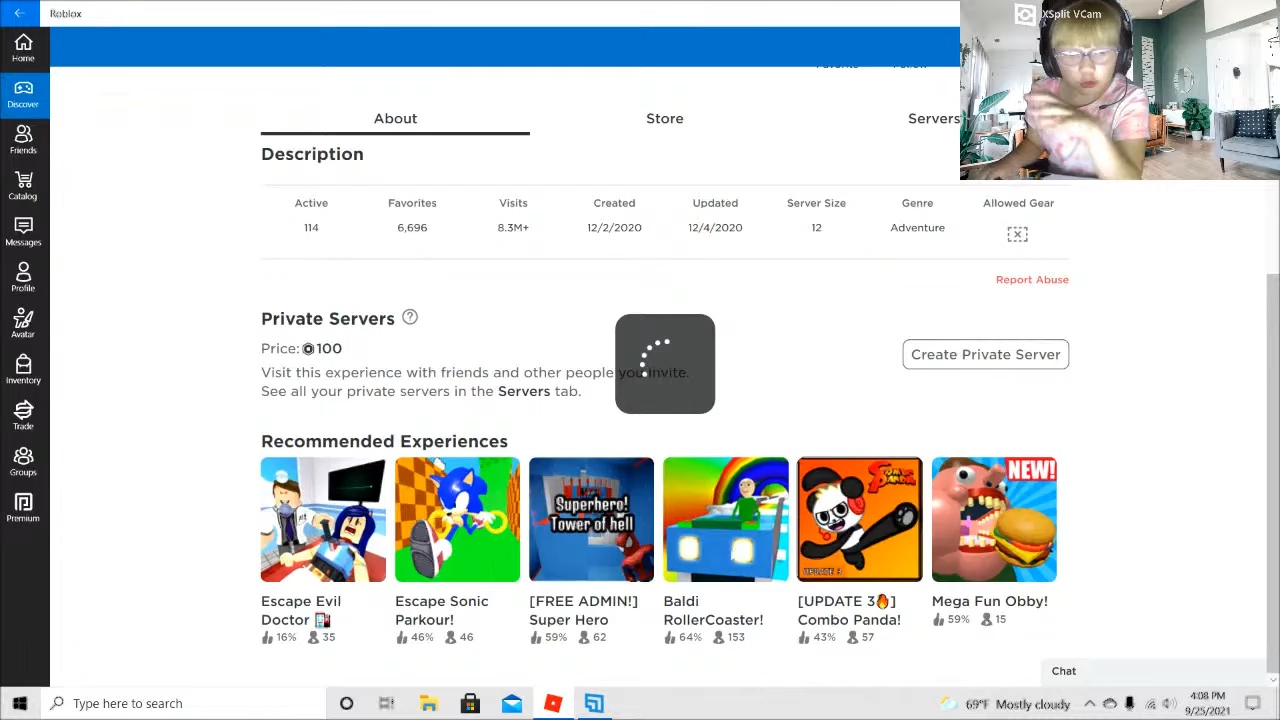 Roblox
XSplit VCam
Home
Discover
Friends
Catalog
Messages
Profile
Avatar
Inventory
Trade
Groups
Premium
Favorite Follow
About Store Servers
Description
Active Favorites Visits Created Updated Server Size Genre Allowed Gear
114 6,696 8.3M+ 12/2/2020 12/4/2020 12 Adventure
Report Abuse
Private Servers ?
Price: 100
Create Private Server
Visit this experience with friends and other people you invite.
See all your private servers in the Servers tab.
Recommended Experiences
Superhero!
Tower of hell
COMBO PANDA
UPDATE 3
NEW!
Escape Evil Doctor
16% 35
Escape Sonic Parkour!
46% 46
[FREE ADMIN!] Super Hero
59% 62
Baldi RollerCoaster!
64% 153
[UPDATE 3🔥] Combo Panda!
43% 57
Mega Fun Obby!
59% 15
Chat
Type here to search
69°F Mostly cloudy
4:08 PM
9/25/2021